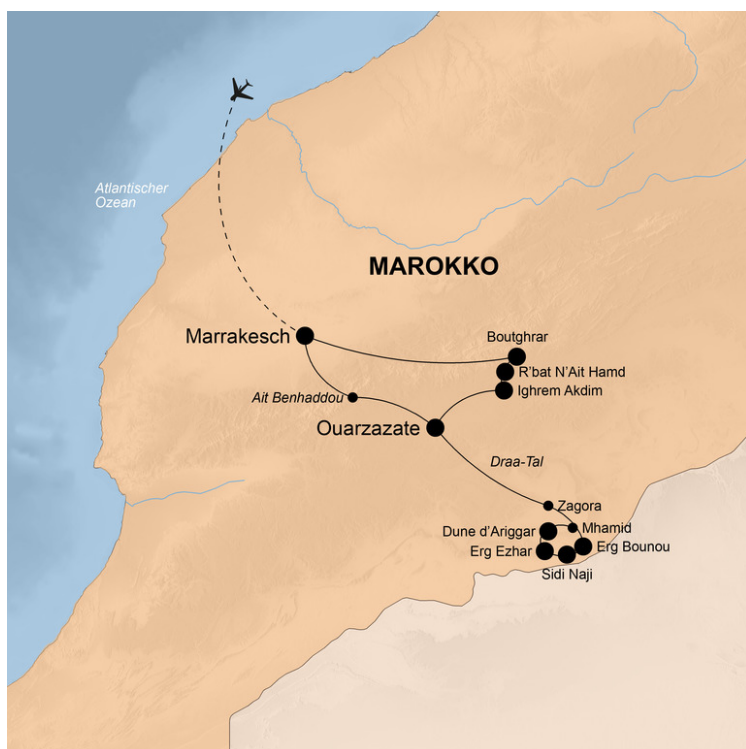 Atlantischer
Ozean
MAROKKO
Marrakesch
Boutghrar
R'bat N'Ait Hamd
Ighrem Akdim
Ait Benhaddou
Ouarzazate
Draa-Tal
Zagora
Mhamid
Dune d'Ariggar
Erg Ezhar
Erg Bounou
Sidi Naji